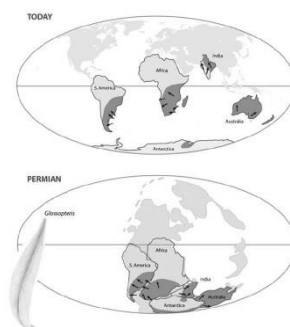 TODAY
India
Africa
S. America
Australia
Antarctica
PERMIAN
Glossopteris
Africa
S. America
India
Australia
Antarctica